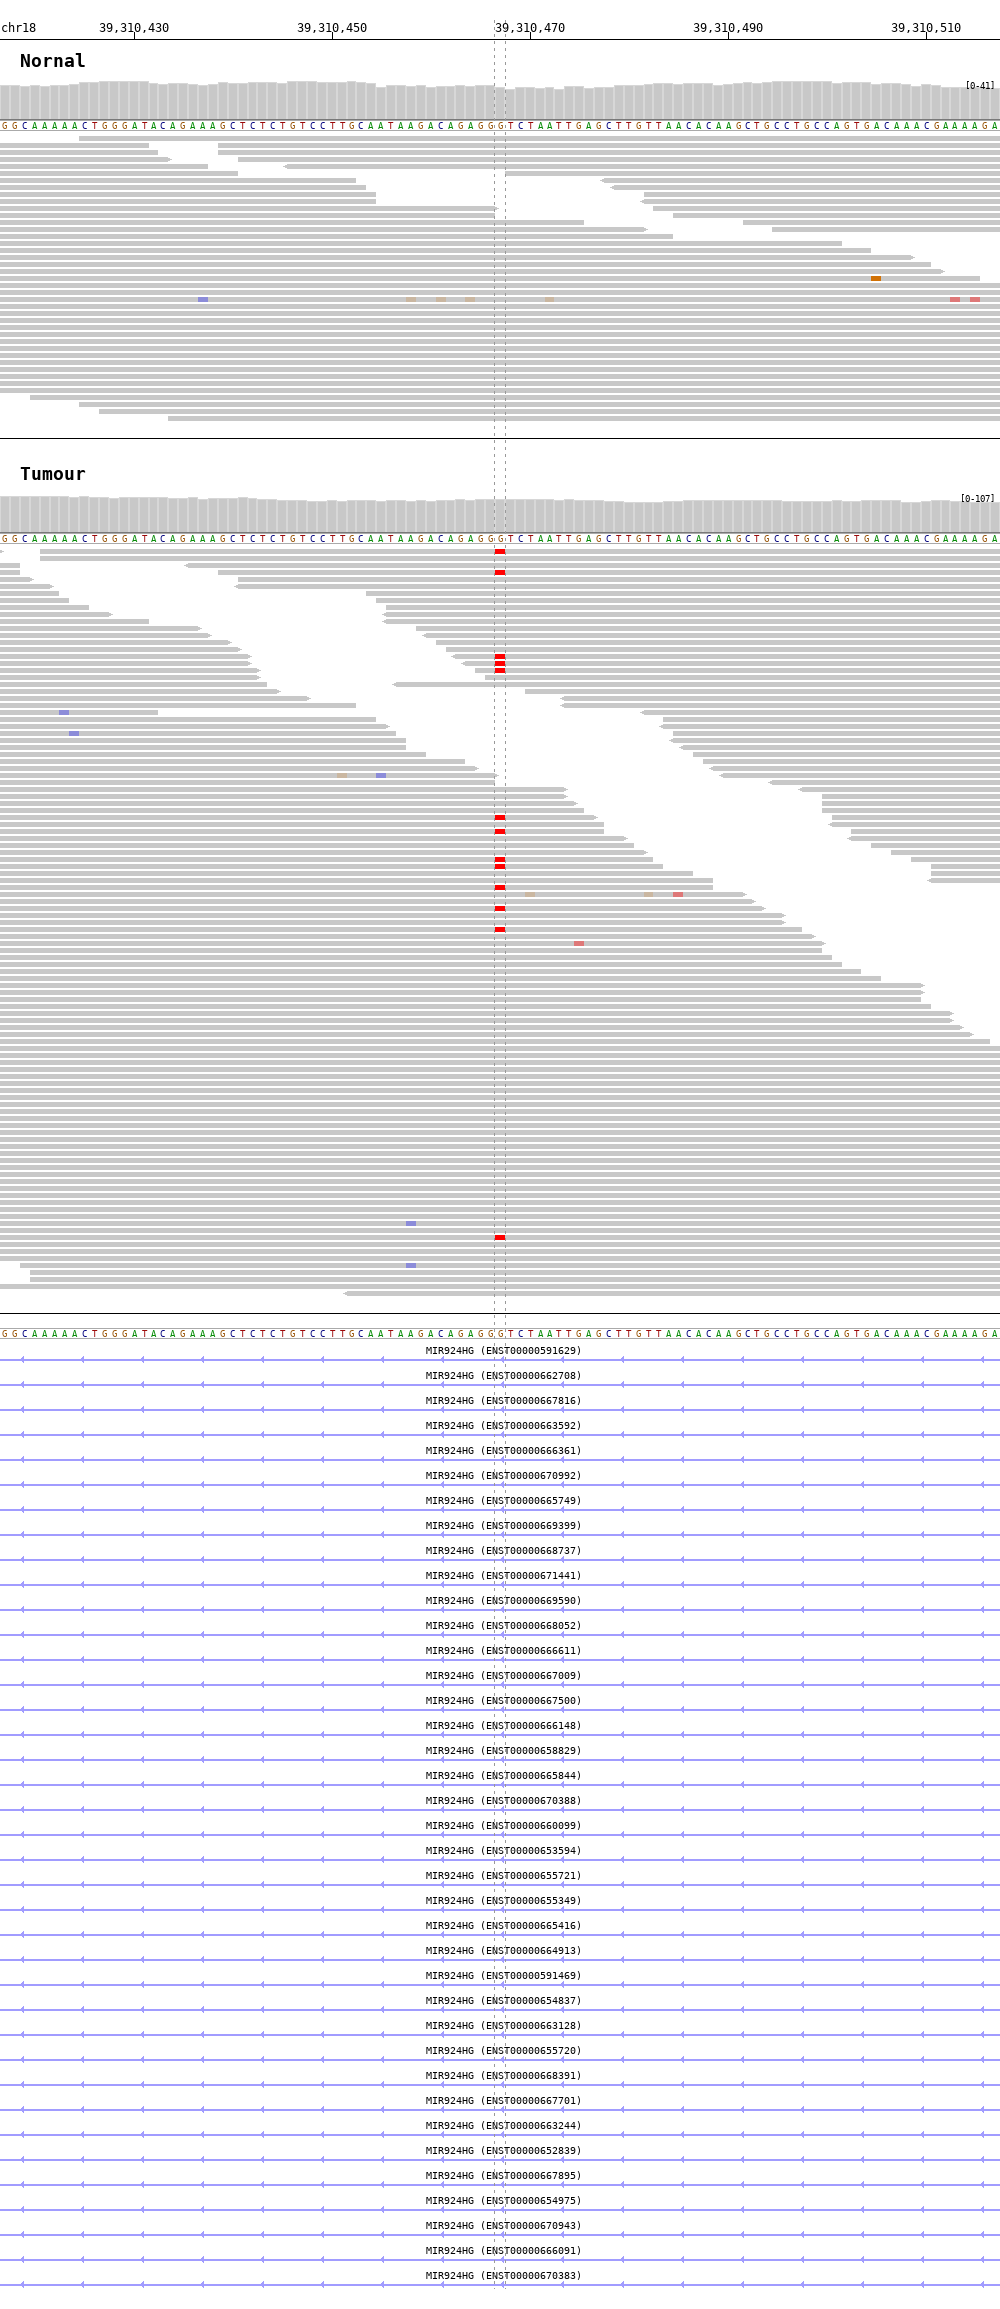 chr18 39,310,430 39,310,450 39,310,470 39,310,490 39,310,510
Nornal
[0-41]
GGCAAAAACTGGGATACAGAAAGCTCTCTGTCCTTGCAATAAGACAGAGGGTCTAATTGAGCTTGTTAACACAAGCTGCCTGCCAGTGACAAACGAAAAGA
Tumour
[0-107]
GGCAAAAACTGGGATACAGAAAGCTCTCTGTCCTTGCAATAAGACAGAGGGTCTAATTGAGCTTGTTAACACAAGCTGCCTGCCAGTGACAAACGAAAAGA
GGCAAAAACTGGGATACAGAAAGCTCTCTGTCCTTGCAATAAGACAGAGGGTCTAATTGAGCTTGTTAACACAAGCTGCCTGCCAGTGACAAACGAAAAGA
MIR924HG (ENST00000591629)
MIR924HG (ENST00000662708)
MIR924HG (ENST00000667816)
MIR924HG (ENST00000663592)
MIR924HG (ENST00000666361)
MIR924HG (ENST00000670992)
MIR924HG (ENST00000665749)
MIR924HG (ENST00000669399)
MIR924HG (ENST00000668737)
MIR924HG (ENST00000671441)
MIR924HG (ENST00000669590)
MIR924HG (ENST00000668052)
MIR924HG (ENST00000666611)
MIR924HG (ENST00000667009)
MIR924HG (ENST00000667500)
MIR924HG (ENST00000666148)
MIR924HG (ENST00000658829)
MIR924HG (ENST00000665844)
MIR924HG (ENST00000670388)
MIR924HG (ENST00000660099)
MIR924HG (ENST00000653594)
MIR924HG (ENST00000655721)
MIR924HG (ENST00000655349)
MIR924HG (ENST00000665416)
MIR924HG (ENST00000664913)
MIR924HG (ENST00000591469)
MIR924HG (ENST00000654837)
MIR924HG (ENST00000663128)
MIR924HG (ENST00000655720)
MIR924HG (ENST00000668391)
MIR924HG (ENST00000667701)
MIR924HG (ENST00000663244)
MIR924HG (ENST00000652839)
MIR924HG (ENST00000667895)
MIR924HG (ENST00000654975)
MIR924HG (ENST00000670943)
MIR924HG (ENST00000666091)
MIR924HG (ENST00000670383)